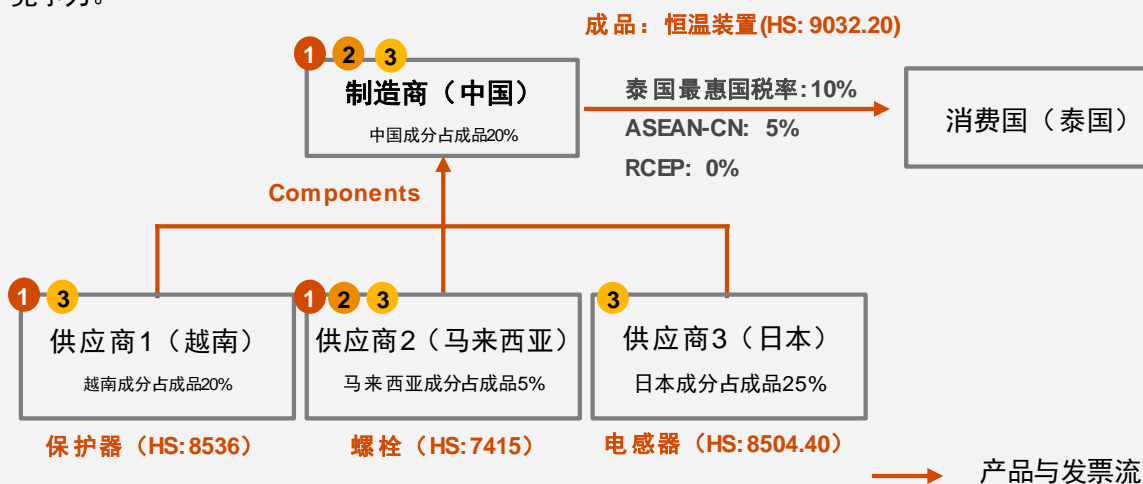 竞争力。
成品：恒温装置(HS: 9032.20)
1 2 3
制造商（中国）
中国成分占成品20%
泰国最惠国税率:10%
ASEAN-CN: 5%
RCEP: 0%
消费国（泰国）
Components
1 3
供应商1（越南）
越南成分占成品20%
保护器（HS:8536）
1 2 3
供应商2（马来西亚）
马来西亚成分占成品5%
螺栓（HS:7415）
3
供应商3（日本）
日本成分占成品25%
电感器（HS:8504.40）
产品与发票流